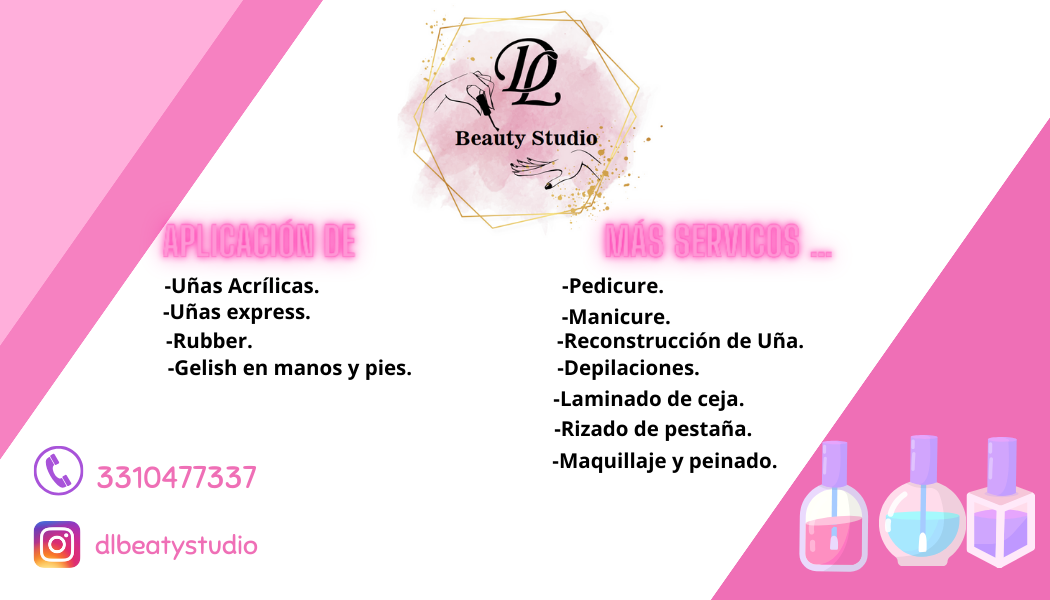 DL
Beauty Studio
APLICACIÓN DE
-Uñas Acrílicas.
-Uñas express.
-Rubber.
-Gelish en manos y pies.
MÁS SERVICOS ...
-Pedicure.
-Manicure.
-Reconstrucción de Uña.
-Depilaciones.
-Laminado de ceja.
-Rizado de pestaña.
-Maquillaje y peinado.
3310477337
dlbeatystudio